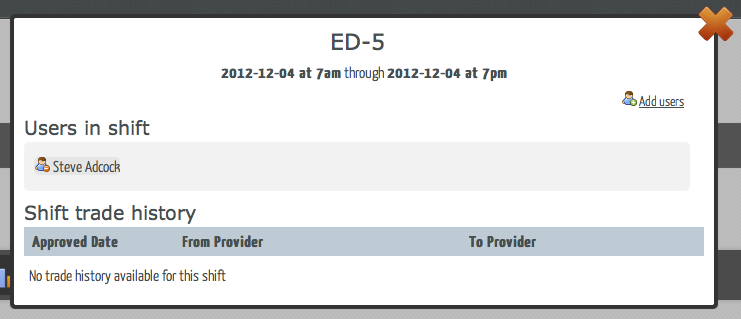 ED-5
2012-12-04 at 7am through 2012-12-04 at 7pm
Add users
Users in shift
Steve Adcock
Shift trade history
Approved Date From Provider To Provider
No trade history available for this shift